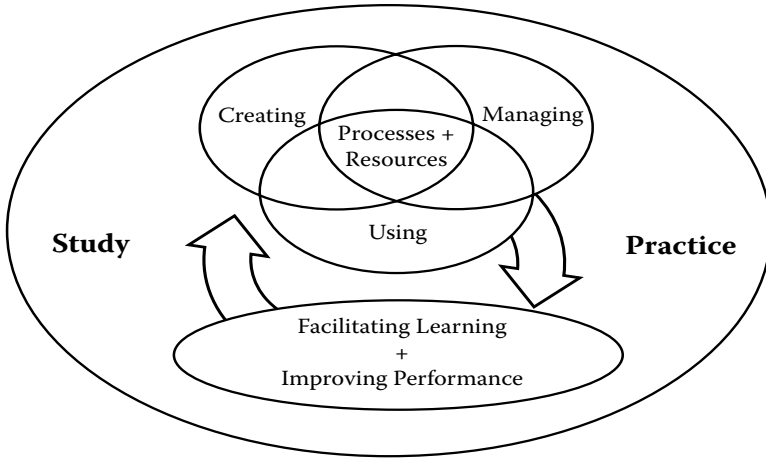 Creating
Managing
Processes +
Resources
Using
Study
Practice
Facilitating Learning
+
Improving Performance